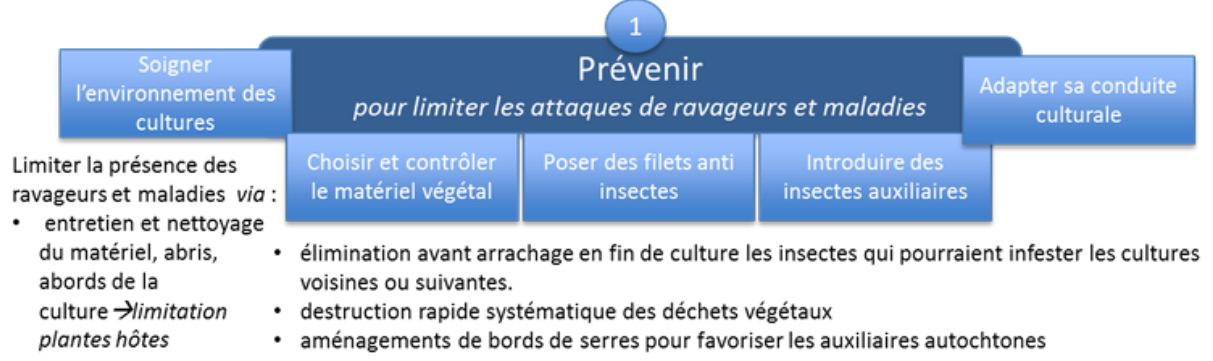 1
Prévenir
pour limiter les attaques de ravageurs et maladies
Soigner
l'environnement des
cultures
Choisir et contrôler
le matériel végétal
Poser des filets anti
insectes
Introduire des
insectes auxiliaires
Adapter sa conduite
culturale
Limiter la présence des
ravageurs et maladies via :
• entretien et nettoyage
du matériel, abris,
abords de la
culture →limitation
plantes hôtes
• élimination avant arrachage en fin de culture les insectes qui pourraient infester les cultures
voisines ou suivantes.
• destruction rapide systématique des déchets végétaux
• aménagements de bords de serres pour favoriser les auxiliaires autochtones